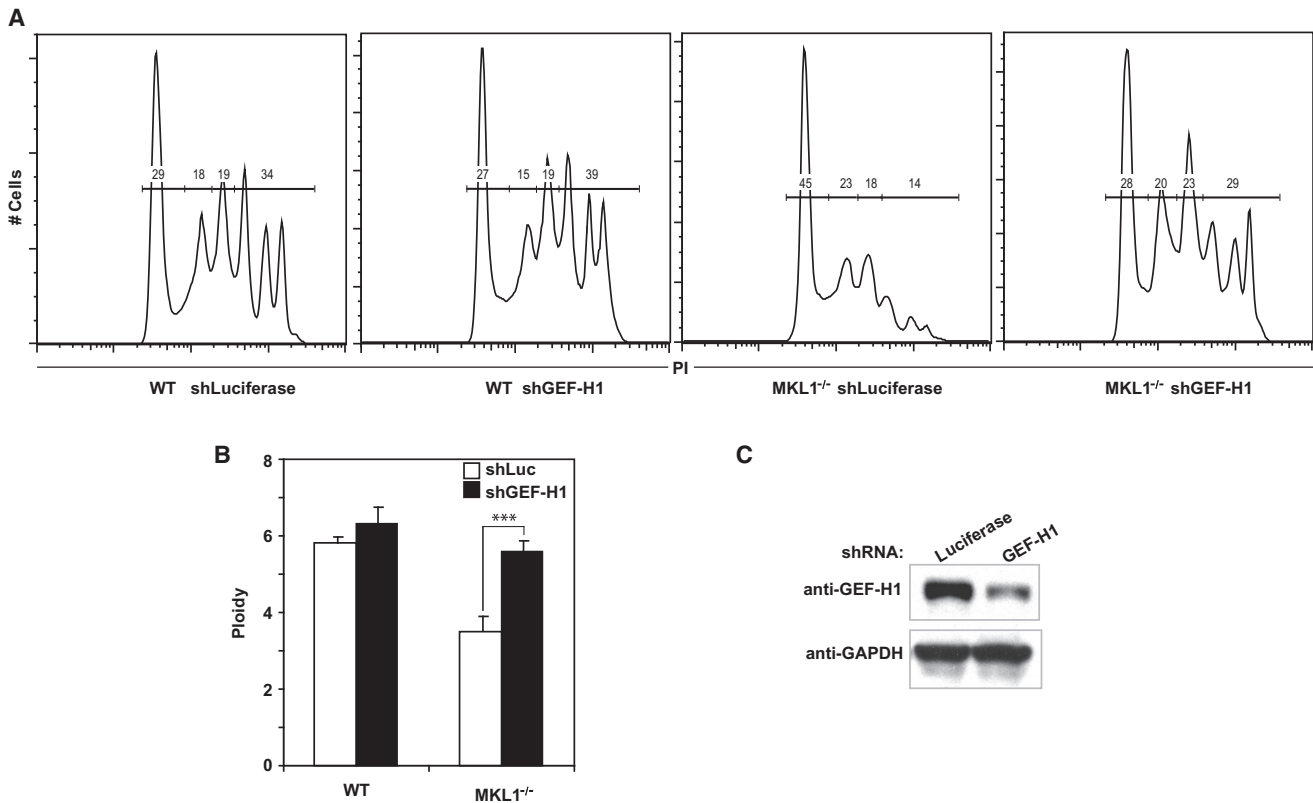 A
# Cells
29 18 19 34
27 15 19 39
45 23 18 14
28 20 23 29
PI
WT shLuciferase
WT shGEF-H1
MKL1-/- shLuciferase
MKL1-/- shGEF-H1
B
8
6
4
2
0
Ploidy
shLuc
shGEF-H1
***
WT
MKL1-/-
C
shRNA:
Luciferase
GEF-H1
anti-GEF-H1
anti-GAPDH